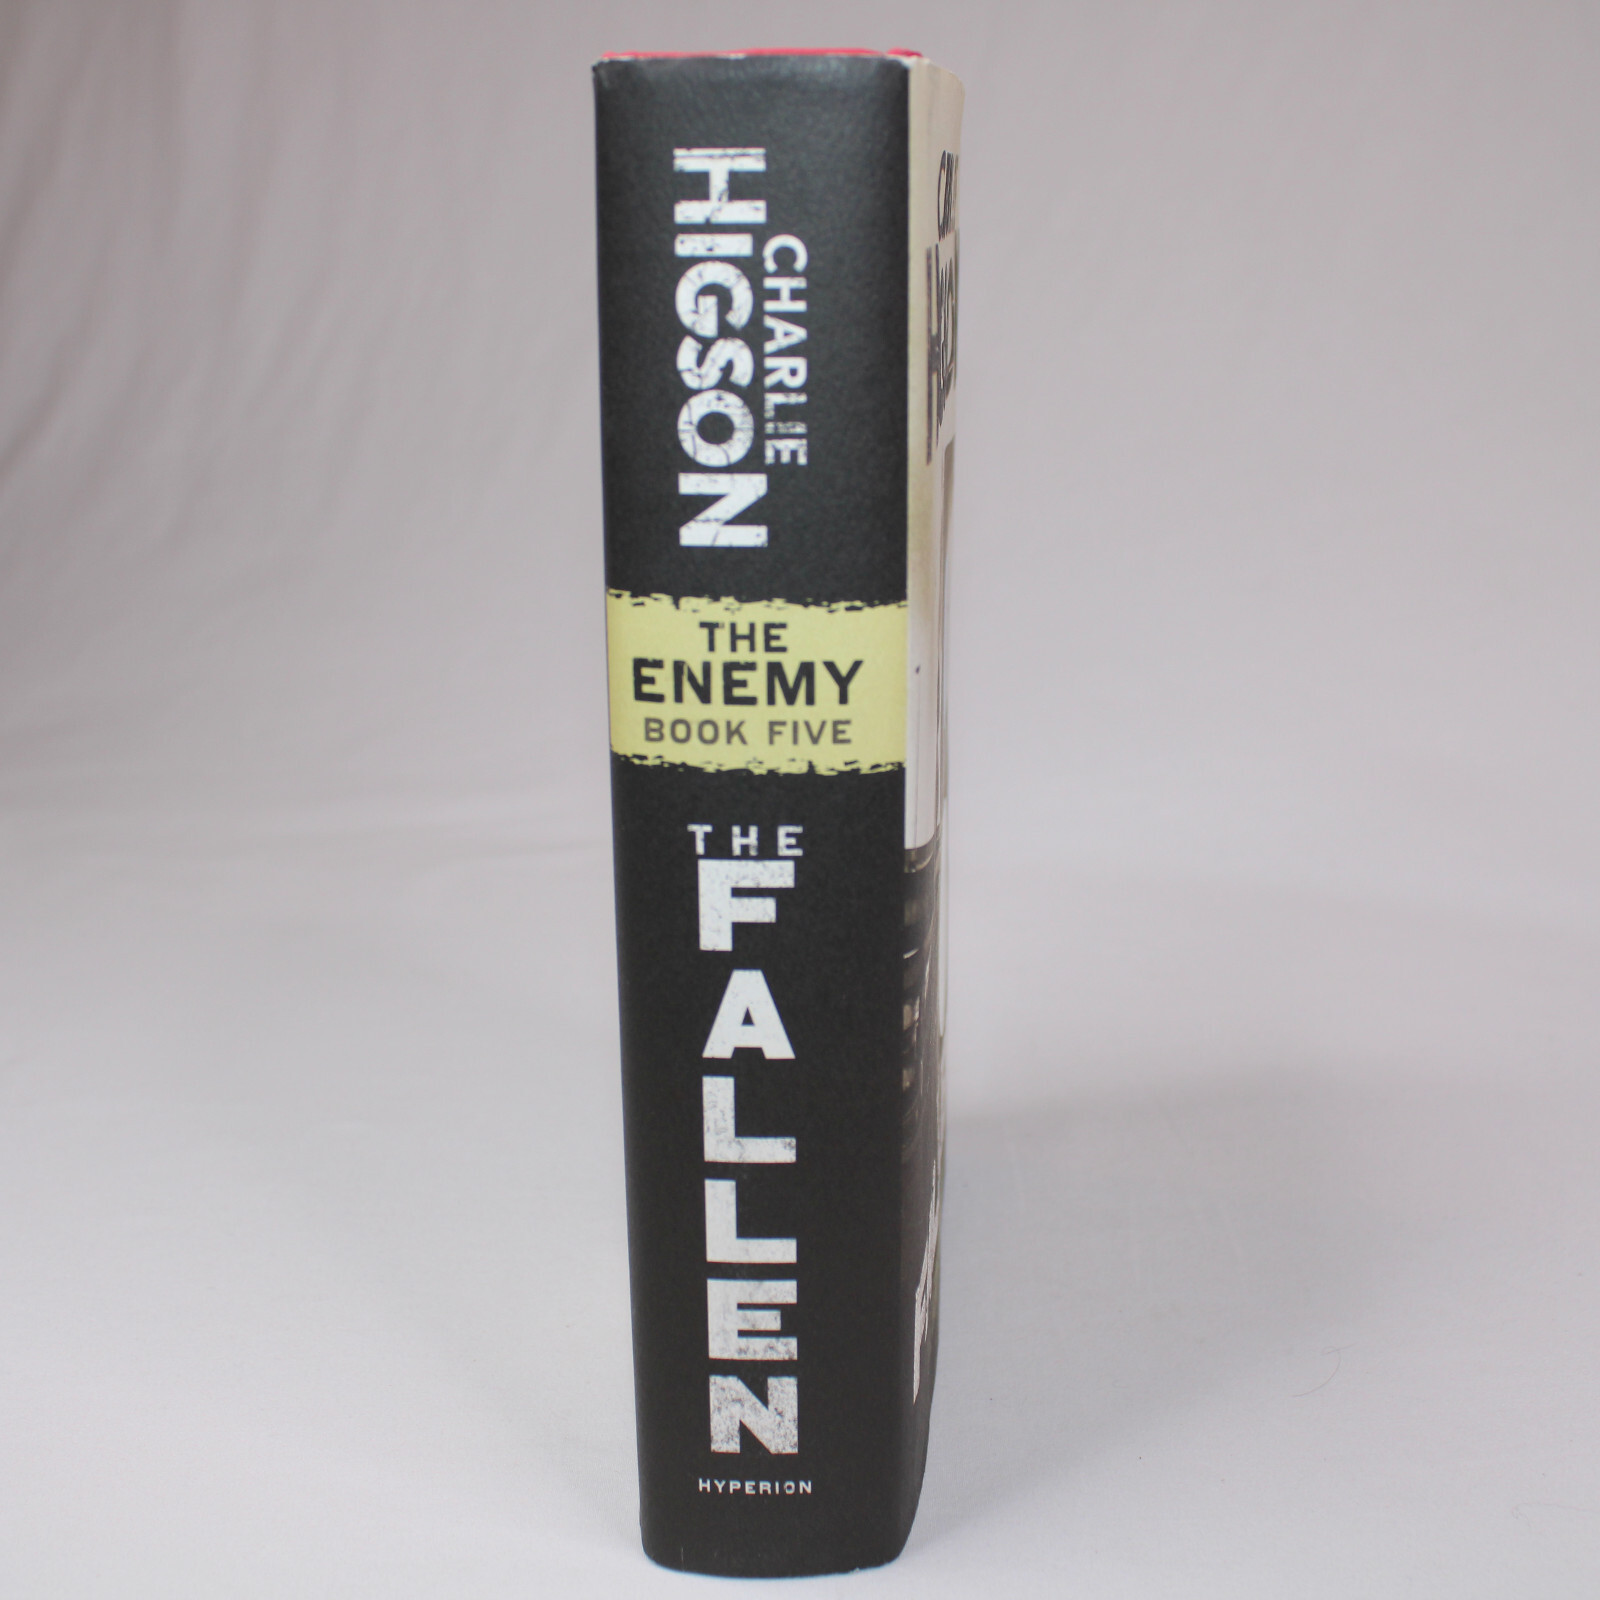 CHARLIE
HIGSON
THE
ENEMY
BOOK FIVE
THE
FALLEN
HYPERION